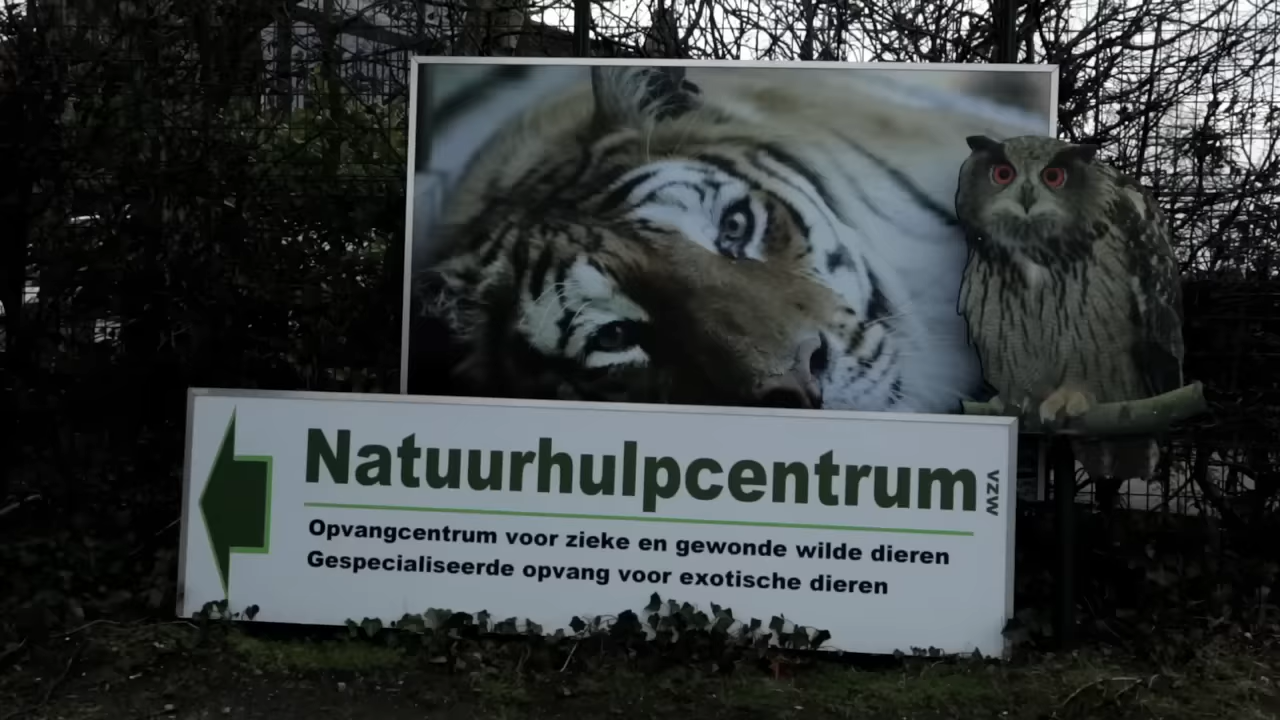 Natuurhulpcentrum vzw
Opvangcentrum voor zieke en gewonde wilde dieren
Gespecialiseerde opvang voor exotische dieren